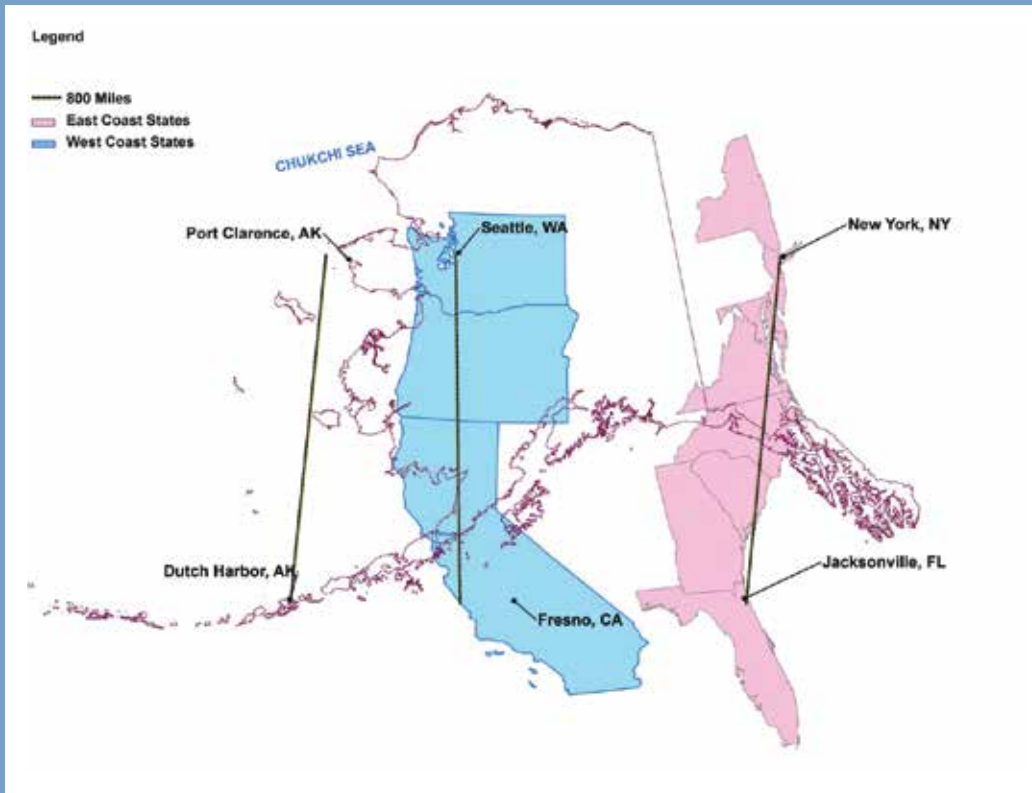 Legend
800 Miles
East Coast States
West Coast States
CHUKCHI SEA
Port Clarence, AK
Seattle, WA
New York, NY
Dutch Harbor, AK
Fresno, CA
Jacksonville, FL